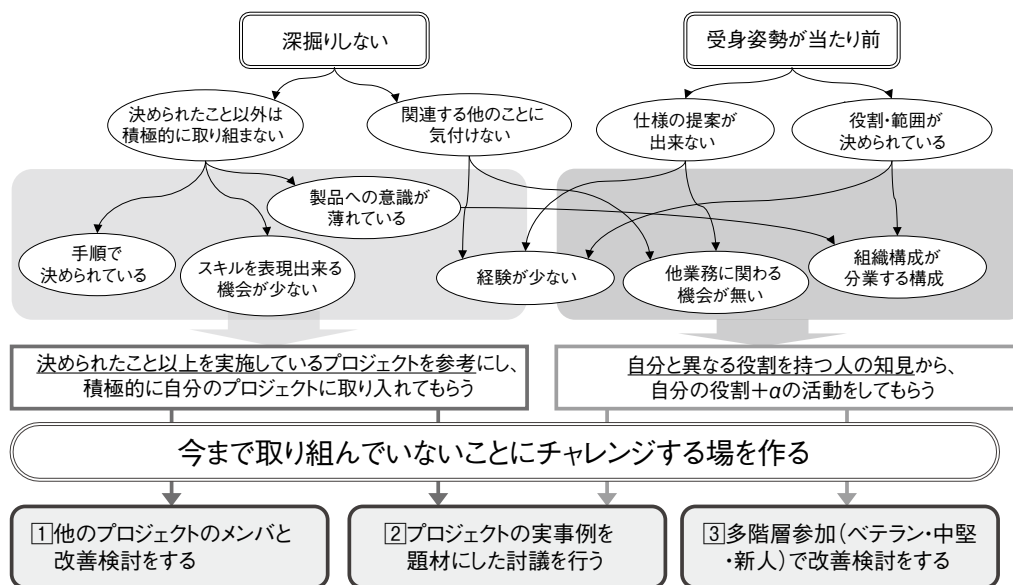 深掘りしない
受身姿勢が当たり前
決められたこと以外は
積極的に取り組まない
関連する他のことに
気付けない
仕様の提案が
出来ない
役割・範囲が
決められている
製品への意識が
薄れている
手順で
決められている
スキルを表現出来る
機会が少ない
経験が少ない
他業務に関わる
機会が無い
組織構成が
分業する構成
決められたこと以上を実施しているプロジェクトを参考にし、
積極的に自分のプロジェクトに取り入れてもらう
自分と異なる役割を持つ人の知見から、
自分の役割+αの活動をしてもらう
今まで取り組んでいないことにチャレンジする場を作る
1他のプロジェクトのメンバと
改善検討をする
2プロジェクトの実事例を
題材にした討議を行う
3多階層参加(ベテラン・中堅
・新人)で改善検討をする